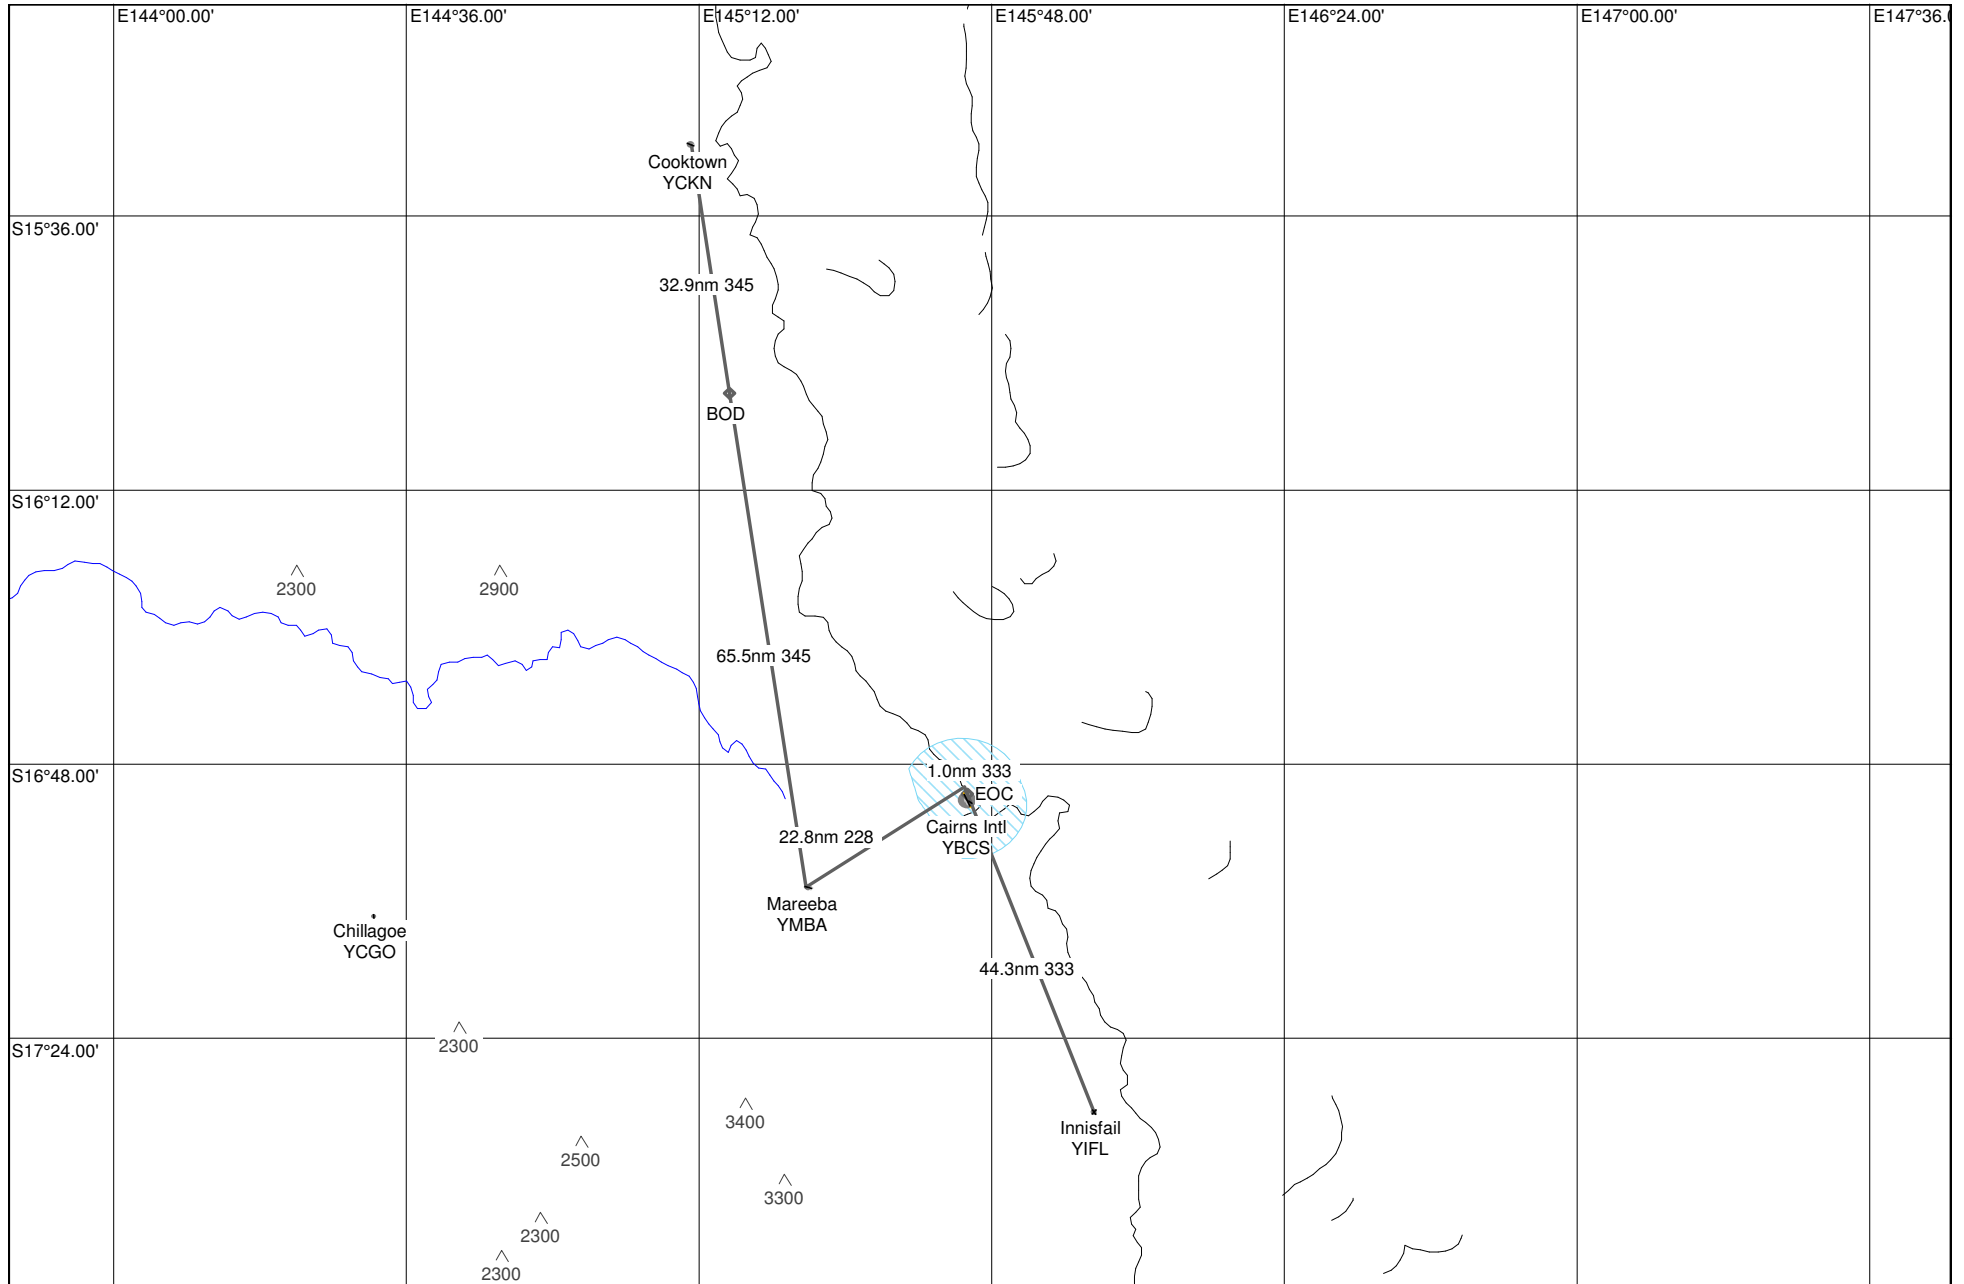 E144°00.00'
E144°36.00'
E145°12.00'
E145°48.00'
E146°24.00'
E147°00.00'
E147°36.0
Cooktown
YCKN
S15°36.00'
32.9nm 345
BOD
S16°12.00'
2300
2900
65.5nm 345
S16°48.00'
1.0nm 333
EOC
Cairns Intl
YBCS
22.8nm 228
Mareeba
YMBA
Chillagoe
YCGO
44.3nm 333
S17°24.00'
2300
3400
Innisfail
YIFL
2500
3300
2300
2300